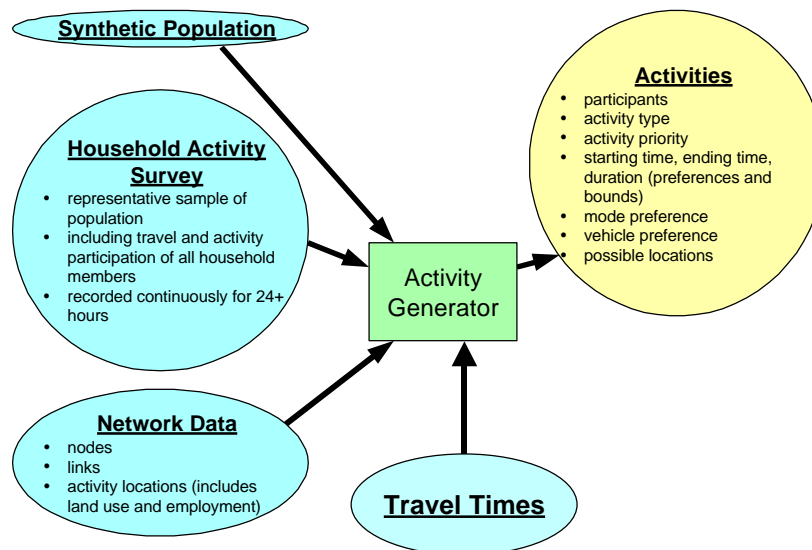 Synthetic Population
Household Activity
Survey
• representative sample of
population
• including travel and activity
participation of all household
members
• recorded continuously for 24+
hours
Network Data
• nodes
• links
• activity locations (includes
land use and employment)
Activity
Generator
Travel Times
Activities
• participants
• activity type
• activity priority
• starting time, ending time,
duration (preferences and
bounds)
• mode preference
• vehicle preference
• possible locations